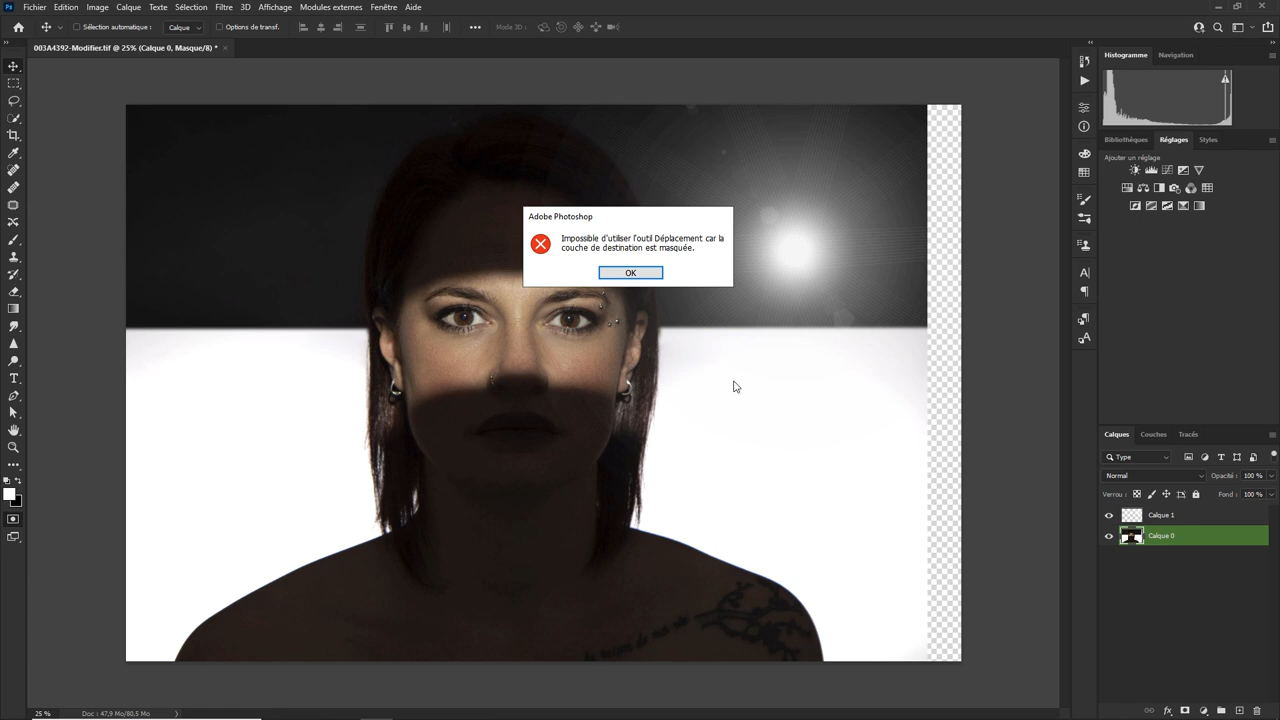 Ps Fichier Edition Image Calque Texte Sélection Filtre 3D Affichage Modules externes Fenêtre Aide
Sélection automatique : Calque Options de transf. Mode 3D :
003A4392-Modifier.tif @ 25% (Calque 0, Masque/8) *
Histogramme Navigation
Bibliothèques Réglages Styles
Ajouter un réglage
Adobe Photoshop
Impossible d'utiliser l'outil Déplacement car la
couche de destination est masquée.
OK
Calques Couches Tracés
Type
Normal Opacité : 100 %
Verrou : Fond : 100 %
Calque 1
Calque 0
25 % Doc : 47,9 Mo/80,5 Mo